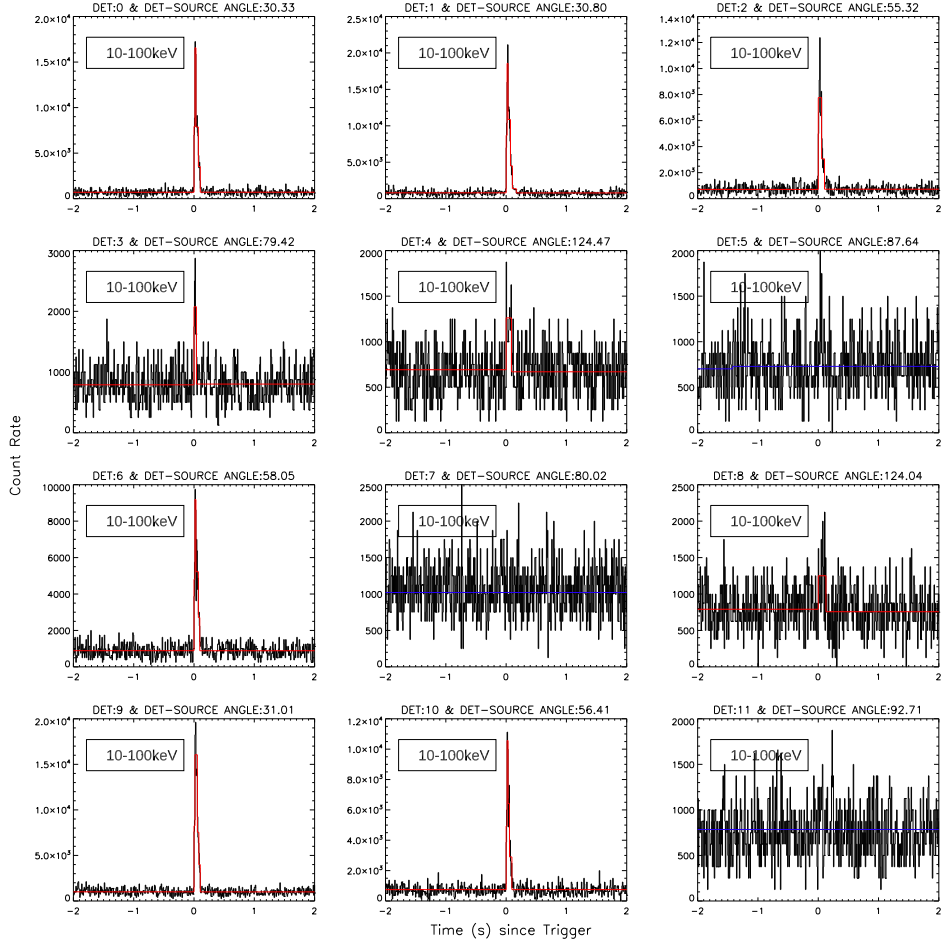 DET:0 & DET-SOURCE ANGLE:30.33
DET:1 & DET-SOURCE ANGLE:30.80
DET:2 & DET-SOURCE ANGLE:55.32
2.0×10⁴
1.5×10⁴
1.0×10⁴
5.0×10³
0
10-100keV
-2 -1 0 1 2
2.5×10⁴
2.0×10⁴
1.5×10⁴
1.0×10⁴
5.0×10³
0
10-100keV
-2 -1 0 1 2
1.4×10⁴
1.2×10⁴
1.0×10⁴
8.0×10³
6.0×10³
4.0×10³
2.0×10³
0
10-100keV
-2 -1 0 1 2
DET:3 & DET-SOURCE ANGLE:79.42
DET:4 & DET-SOURCE ANGLE:124.47
DET:5 & DET-SOURCE ANGLE:87.64
3000
2000
1000
0
10-100keV
-2 -1 0 1 2
2000
1500
1000
500
0
10-100keV
-2 -1 0 1 2
2000
1500
1000
500
0
10-100keV
-2 -1 0 1 2
Count Rate
DET:6 & DET-SOURCE ANGLE:58.05
DET:7 & DET-SOURCE ANGLE:80.02
DET:8 & DET-SOURCE ANGLE:124.04
10000
8000
6000
4000
2000
0
10-100keV
-2 -1 0 1 2
2500
2000
1500
1000
500
0
10-100keV
-2 -1 0 1 2
2500
2000
1500
1000
500
0
10-100keV
-2 -1 0 1 2
DET:9 & DET-SOURCE ANGLE:31.01
DET:10 & DET-SOURCE ANGLE:56.41
DET:11 & DET-SOURCE ANGLE:92.71
2.0×10⁴
1.5×10⁴
1.0×10⁴
5.0×10³
0
10-100keV
-2 -1 0 1 2
1.2×10⁴
1.0×10⁴
8.0×10³
6.0×10³
4.0×10³
2.0×10³
0
10-100keV
-2 -1 0 1 2
2000
1500
1000
500
0
10-100keV
-2 -1 0 1 2
Time (s) since Trigger